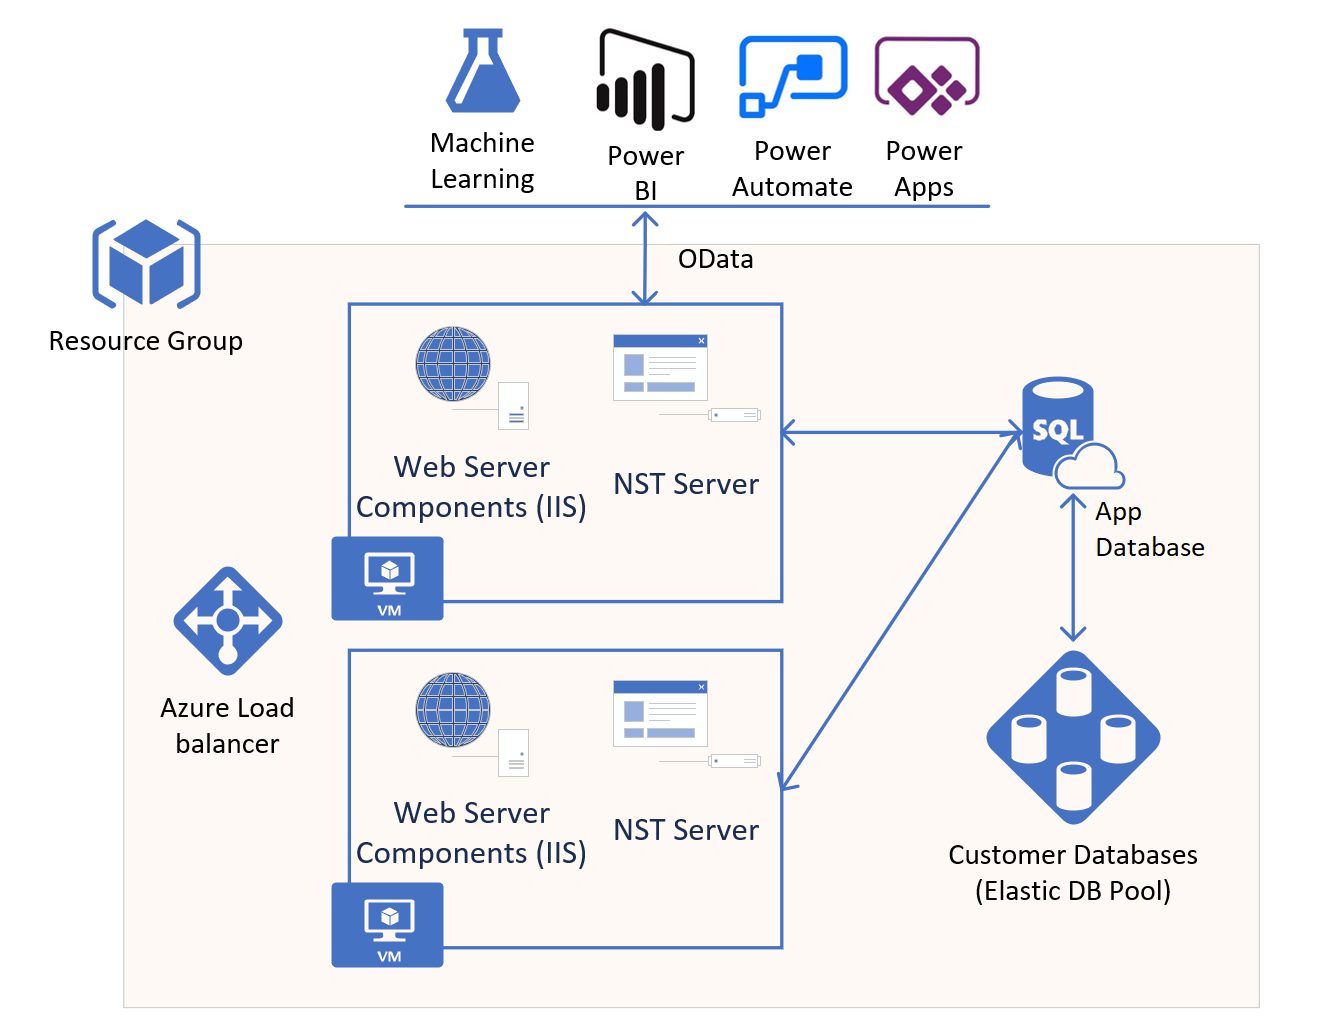 Machine
Learning
Power
BI
Power
Automate
Power
Apps
OData
Resource Group
Web Server
Components (IIS)
NST Server
VM
SQL
App
Database
Azure Load
balancer
Web Server
Components (IIS)
NST Server
VM
Customer Databases
(Elastic DB Pool)